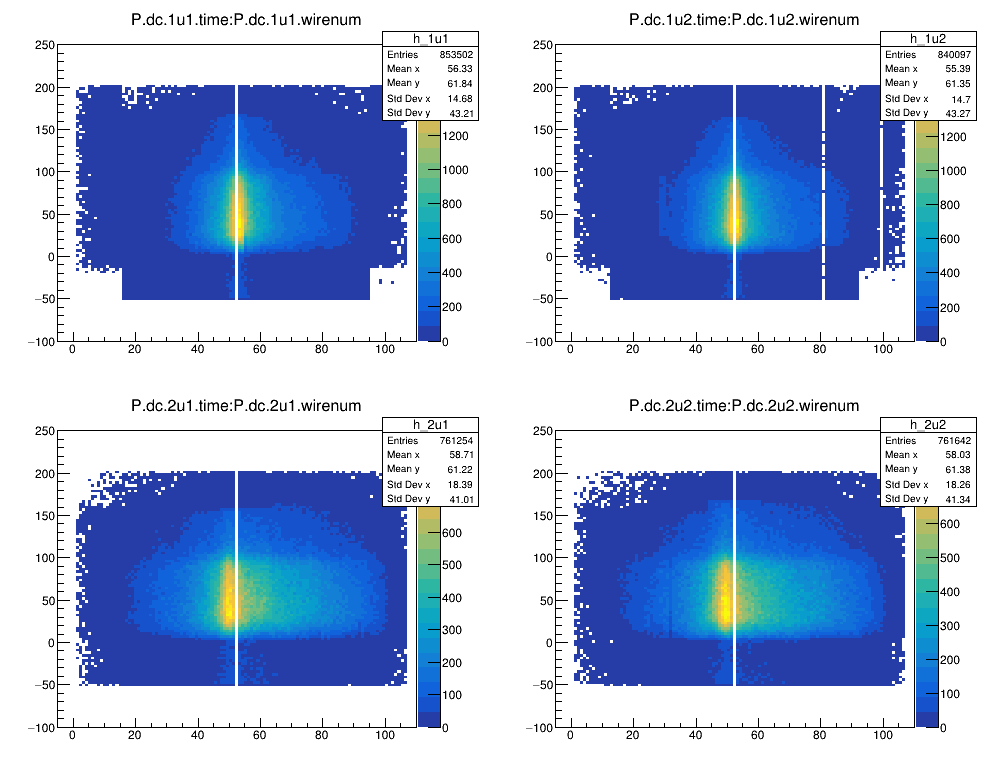 P.dc.1u1.time:P.dc.1u1.wirenum
h_1u1
Entries 853502
Mean x 56.33
Mean y 61.84
Std Dev x 14.68
Std Dev y 43.21
250
200
150
100
50
0
−50
−100
0 20 40 60 80 100
1200
1000
800
600
400
200
0
P.dc.1u2.time:P.dc.1u2.wirenum
h_1u2
Entries 840097
Mean x 55.39
Mean y 61.35
Std Dev x 14.7
Std Dev y 43.27
250
200
150
100
50
0
−50
−100
0 20 40 60 80 100
1200
1000
800
600
400
200
0
P.dc.2u1.time:P.dc.2u1.wirenum
h_2u1
Entries 761254
Mean x 58.71
Mean y 61.22
Std Dev x 18.39
Std Dev y 41.01
250
200
150
100
50
0
−50
−100
0 20 40 60 80 100
600
500
400
300
200
100
0
P.dc.2u2.time:P.dc.2u2.wirenum
h_2u2
Entries 761642
Mean x 58.03
Mean y 61.38
Std Dev x 18.26
Std Dev y 41.34
250
200
150
100
50
0
−50
−100
0 20 40 60 80 100
600
500
400
300
200
100
0